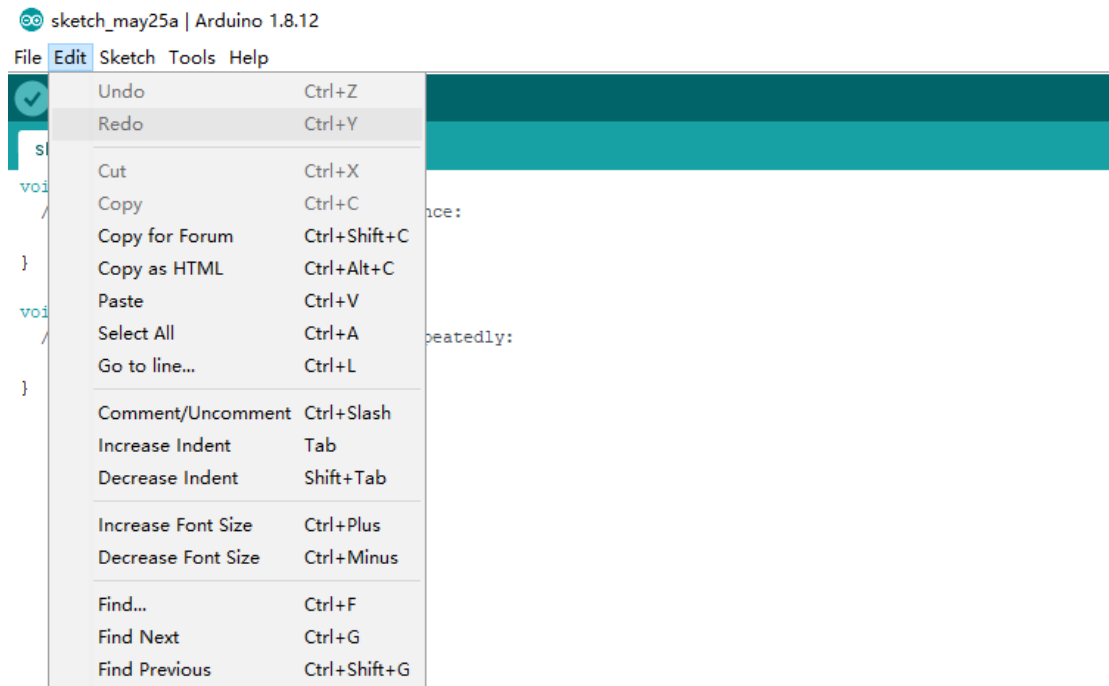 sketch_may25a | Arduino 1.8.12
File Edit Sketch Tools Help
Undo Ctrl+Z
Redo Ctrl+Y
Cut Ctrl+X
Copy Ctrl+C
Copy for Forum Ctrl+Shift+C
Copy as HTML Ctrl+Alt+C
Paste Ctrl+V
Select All Ctrl+A
Go to line... Ctrl+L
Comment/Uncomment Ctrl+Slash
Increase Indent Tab
Decrease Indent Shift+Tab
Increase Font Size Ctrl+Plus
Decrease Font Size Ctrl+Minus
Find... Ctrl+F
Find Next Ctrl+G
Find Previous Ctrl+Shift+G
}
}